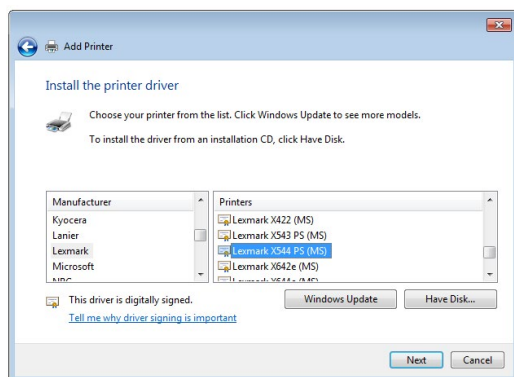 Add Printer
Install the printer driver
Choose your printer from the list. Click Windows Update to see more models.
To install the driver from an installation CD, click Have Disk.
Manufacturer
Kyocera
Lanier
Lexmark
Microsoft
Printers
Lexmark X422 (MS)
Lexmark X543 PS (MS)
Lexmark X544 PS (MS)
Lexmark X642e (MS)
This driver is digitally signed.
Tell me why driver signing is important
Windows Update
Have Disk...
Next
Cancel